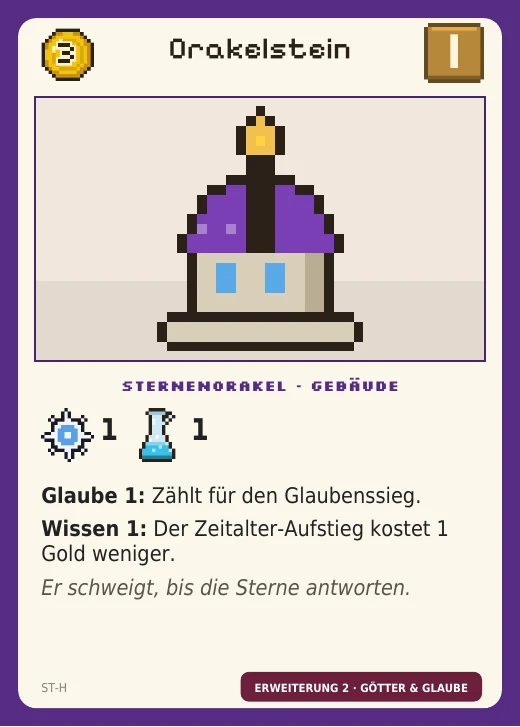 3
Orakelstein
I
STERNENORAKEL · GEBÄUDE
1 1
Glaube 1: Zählt für den Glaubenssieg.
Wissen 1: Der Zeitalter-Aufstieg kostet 1
Gold weniger.
Er schweigt, bis die Sterne antworten.
ST-H
ERWEITERUNG 2 · GÖTTER & GLAUBE